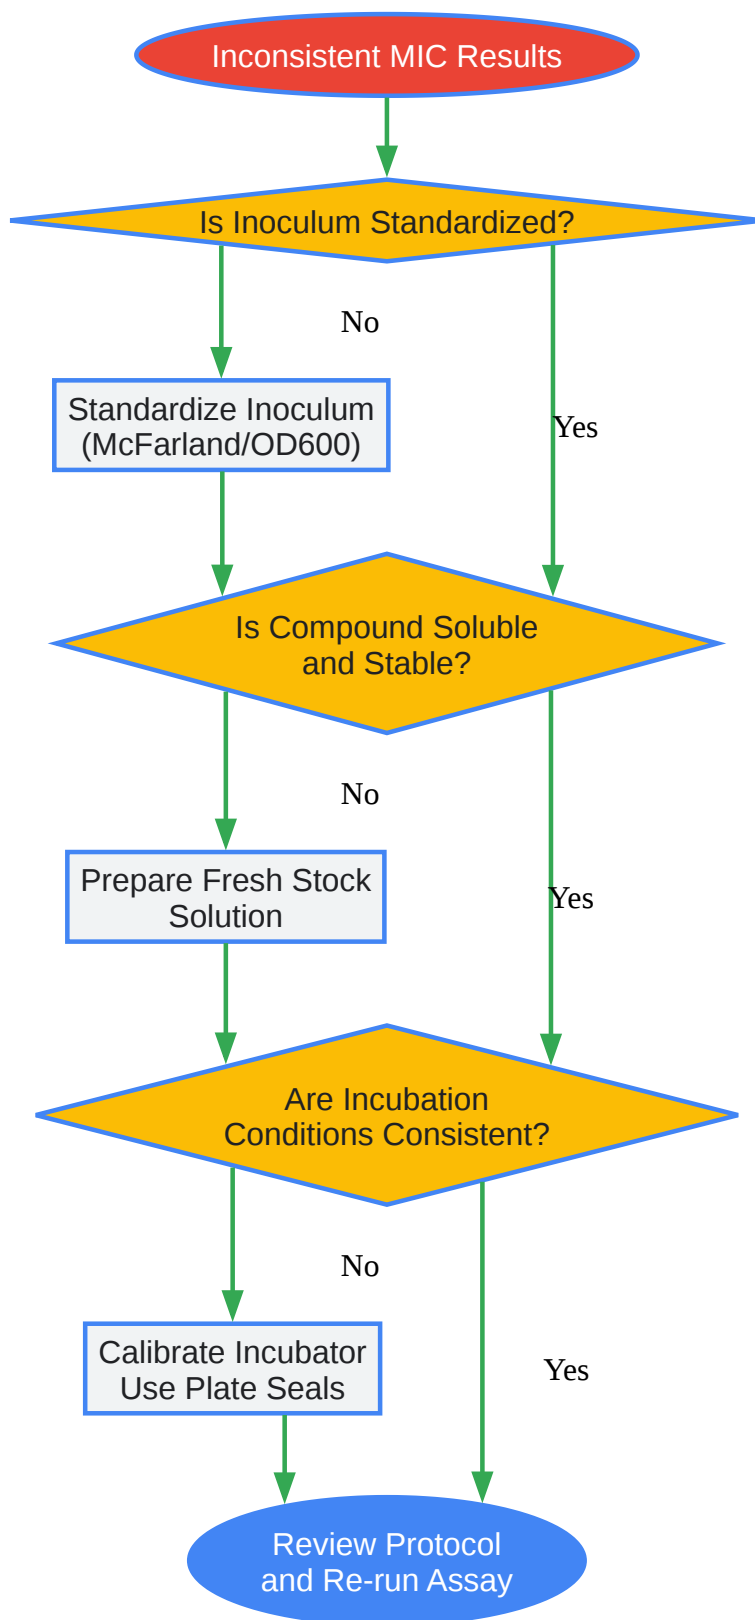 Inconsistent MIC Results
Is Inoculum Standardized?
No
Standardize Inoculum
(McFarland/OD600)
Yes
Is Compound Soluble
and Stable?
No
Prepare Fresh Stock
Solution
Yes
Are Incubation
Conditions Consistent?
No
Calibrate Incubator
Use Plate Seals
Yes
Review Protocol
and Re-run Assay